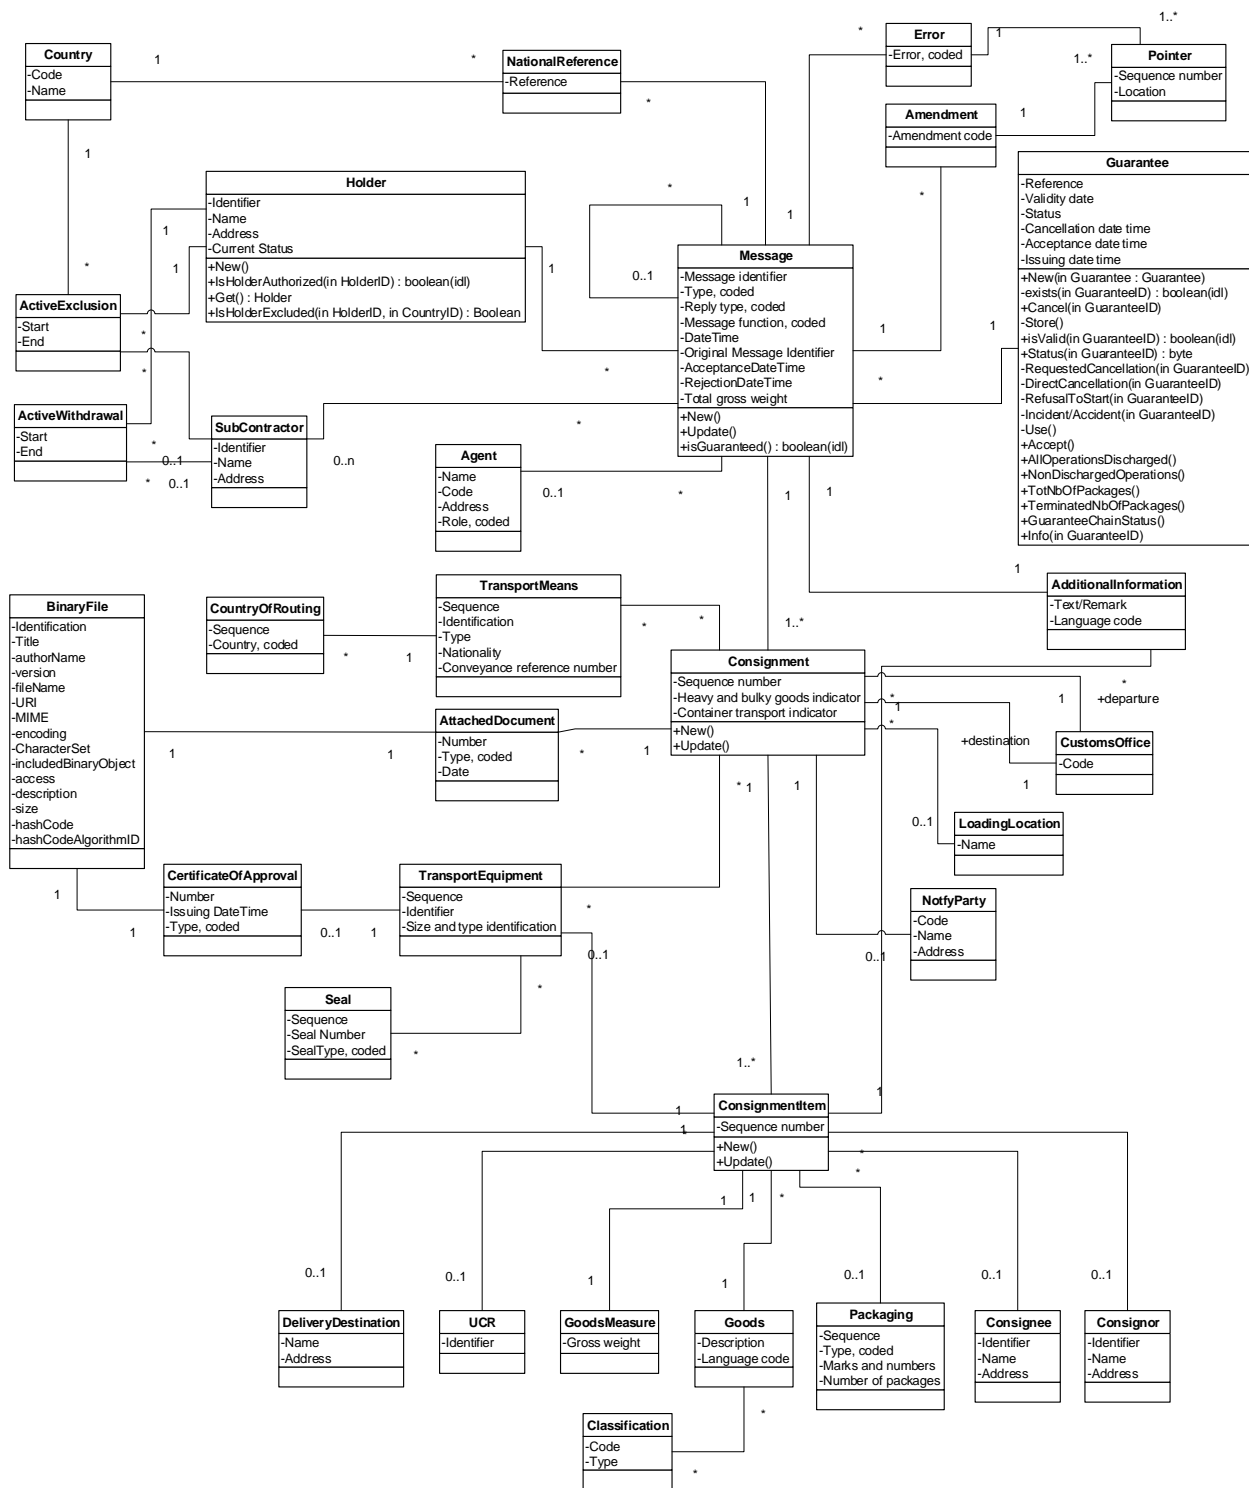 1..*
*
1
Error
-Error, coded
Country
-Code
-Name
1
*
NationalReference
-Reference
*
1..*
Pointer
-Sequence number
-Location
Amendment
-Amendment code
1
1
*
Holder
-Identifier
-Name
-Address
-Current Status
+New()
+IsHolderAuthorized(in HolderID) : boolean(idl)
+Get() : Holder
+IsHolderExcluded(in HolderID, in CountryID) : Boolean
1
1
1
*
*
0..1
1
1
Guarantee
-Reference
-Validity date
-Status
-Cancellation date time
-Acceptance date time
-Issuing date time
+New(in Guarantee : Guarantee)
-exists(in GuaranteeID) : boolean(idl)
+Cancel(in GuaranteeID)
-Store()
+isValid(in GuaranteeID) : boolean(idl)
+Status(in GuaranteeID) : byte
-RequestedCancellation(in GuaranteeID)
-DirectCancellation(in GuaranteeID)
-RefusalToStart(in GuaranteeID)
-Incident/Accident(in GuaranteeID)
-Use()
+Accept()
+AllOperationsDischarged()
+NonDischargedOperations()
+TotNbOfPackages()
+TerminatedNbOfPackages()
+GuaranteeChainStatus()
+Info(in GuaranteeID)
Message
-Message identifier
-Type, coded
-Reply type, coded
-Message function, coded
-DateTime
-Original Message Identifier
-AcceptanceDateTime
-RejectionDateTime
-Total gross weight
+New()
+Update()
+isGuaranteed() : boolean(idl)
*
ActiveExclusion
-Start
-End
*
*
1
1
*
*
ActiveWithdrawal
-Start
-End
*
0..1
*
0..1
SubContractor
-Identifier
-Name
-Address
0..n
*
Agent
-Name
-Code
-Address
-Role, coded
0..1
*
1
1
1
AdditionalInformation
-Text/Remark
-Language code
BinaryFile
-Identification
-Title
-authorName
-version
-fileName
-URI
-MIME
-encoding
-CharacterSet
-includedBinaryObject
-access
-description
-size
-hashCode
-hashCodeAlgorithmID
CountryOfRouting
-Sequence
-Country, coded
*
1
TransportMeans
-Sequence
-Identification
-Type
-Nationality
-Conveyance reference number
*
*
1..*
Consignment
-Sequence number
-Heavy and bulky goods indicator
-Container transport indicator
+New()
+Update()
*
+departure
*
1
*
1
+destination
CustomsOffice
-Code
1
AttachedDocument
-Number
-Type, coded
-Date
1
1
*
1
*
1
1
0..1
LoadingLocation
-Name
CertificateOfApproval
-Number
-Issuing DateTime
-Type, coded
1
1
0..1
1
TransportEquipment
-Sequence
-Identifier
-Size and type identification
*
0..1
NotfyParty
-Code
-Name
-Address
0..1
Seal
-Sequence
-Seal Number
-SealType, coded
*
*
1..*
1
ConsignmentItem
-Sequence number
+New()
+Update()
1
1
1
*
*
1
1
*
0..1
0..1
1
1
0..1
0..1
0..1
DeliveryDestination
-Name
-Address
UCR
-Identifier
GoodsMeasure
-Gross weight
Goods
-Description
-Language code
Packaging
-Sequence
-Type, coded
-Marks and numbers
-Number of packages
Consignee
-Identifier
-Name
-Address
Consignor
-Identifier
-Name
-Address
Classification
-Code
-Type
*
*